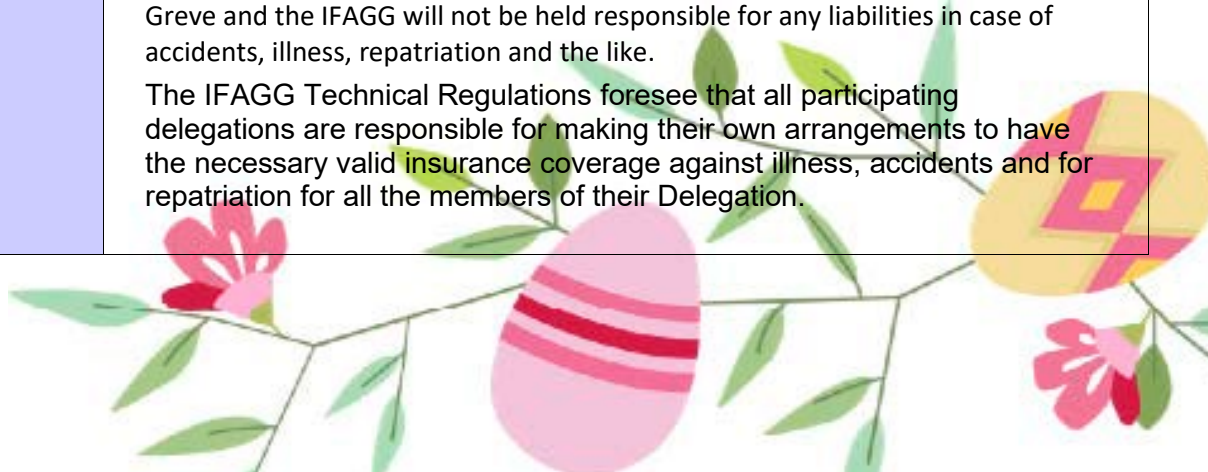 Greve and the IFAGG will not be held responsible for any liabilities in case of
accidents, illness, repatriation and the like.
The IFAGG Technical Regulations foresee that all participating
delegations are responsible for making their own arrangements to have
the necessary valid insurance coverage against illness, accidents and for
repatriation for all the members of their Delegation.